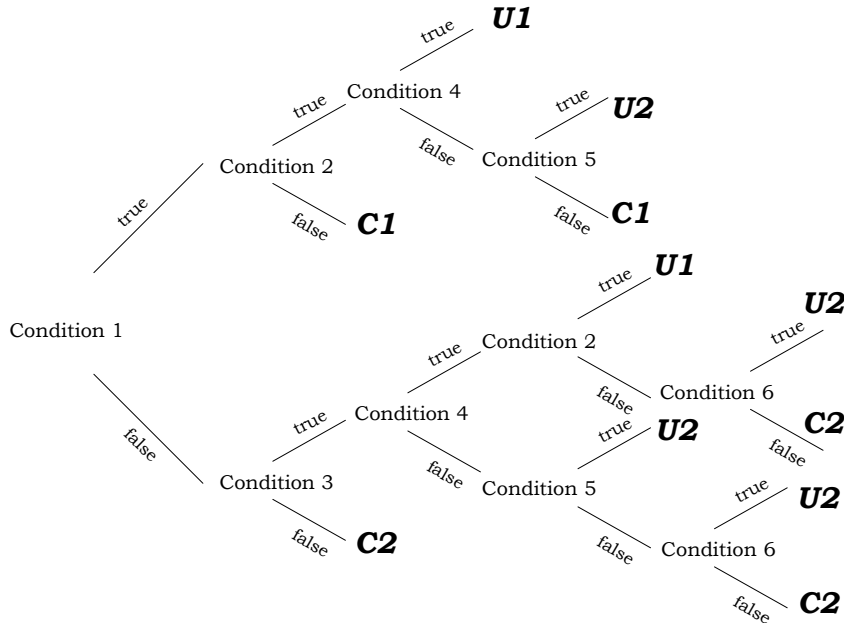 U1
true
Condition 4
true
true
U2
false
Condition 5
Condition 2
true
false
C1
false
C1
U1
true
U2
true
Condition 1
Condition 2
true
false
Condition 6
true
Condition 4
true
U2
false
C2
false
false
Condition 3
Condition 5
true
U2
false
C2
false
Condition 6
false
C2